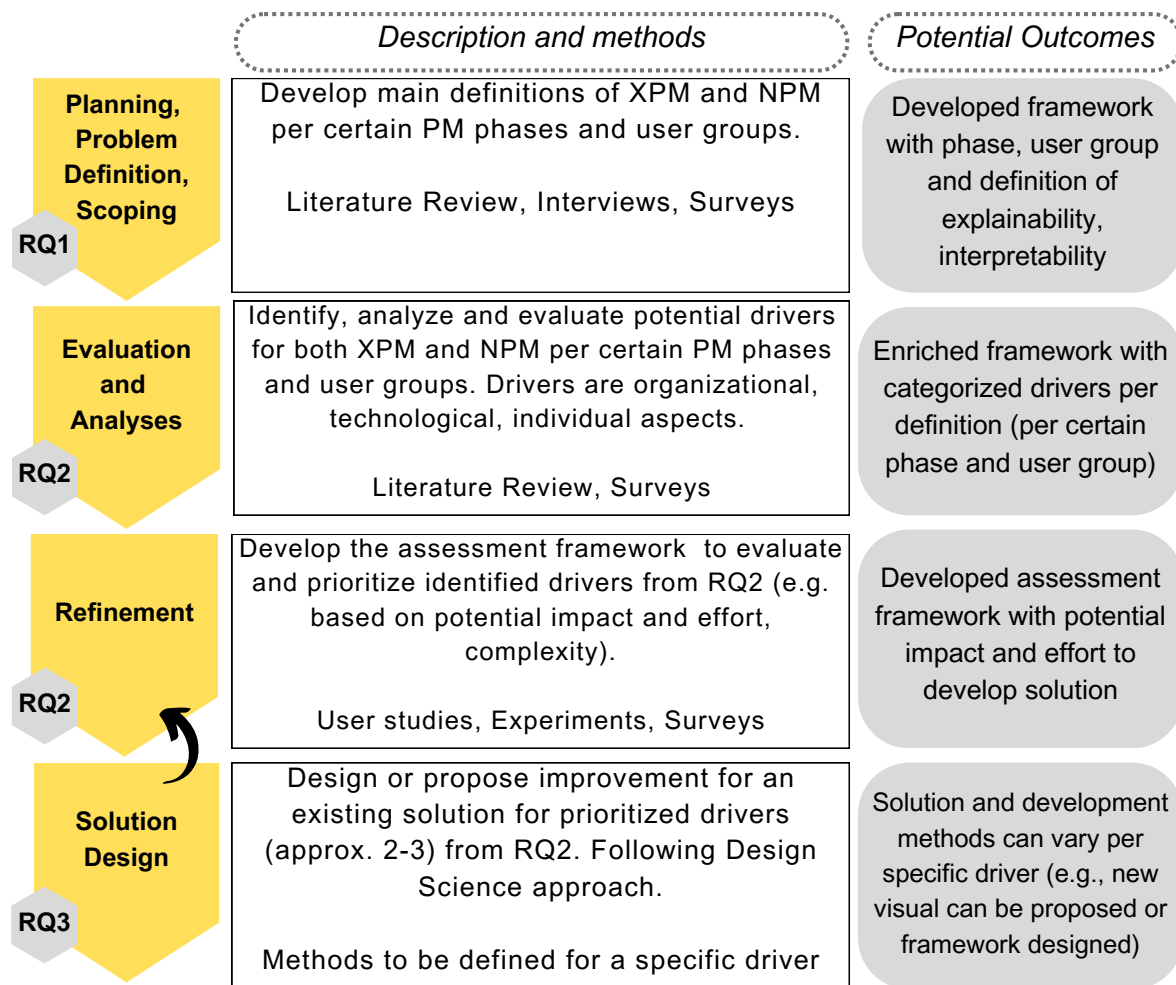 Description and methods
Potential Outcomes
Planning,
Problem
Definition,
Scoping
RQ1
Develop main definitions of XPM and NPM
per certain PM phases and user groups.
Literature Review, Interviews, Surveys
Developed framework
with phase, user group
and definition of
explainability,
interpretability
Evaluation
and
Analyses
RQ2
Identify, analyze and evaluate potential drivers
for both XPM and NPM per certain PM phases
and user groups. Drivers are organizational,
technological, individual aspects.
Literature Review, Surveys
Enriched framework with
categorized drivers per
definition (per certain
phase and user group)
Refinement
RQ2
Develop the assessment framework to evaluate
and prioritize identified drivers from RQ2 (e.g.
based on potential impact and effort,
complexity).
User studies, Experiments, Surveys
Developed assessment
framework with potential
impact and effort to
develop solution
Solution
Design
RQ3
Design or propose improvement for an
existing solution for prioritized drivers
(approx. 2-3) from RQ2. Following Design
Science approach.
Methods to be defined for a specific driver
Solution and development
methods can vary per
specific driver (e.g., new
visual can be proposed or
framework designed)